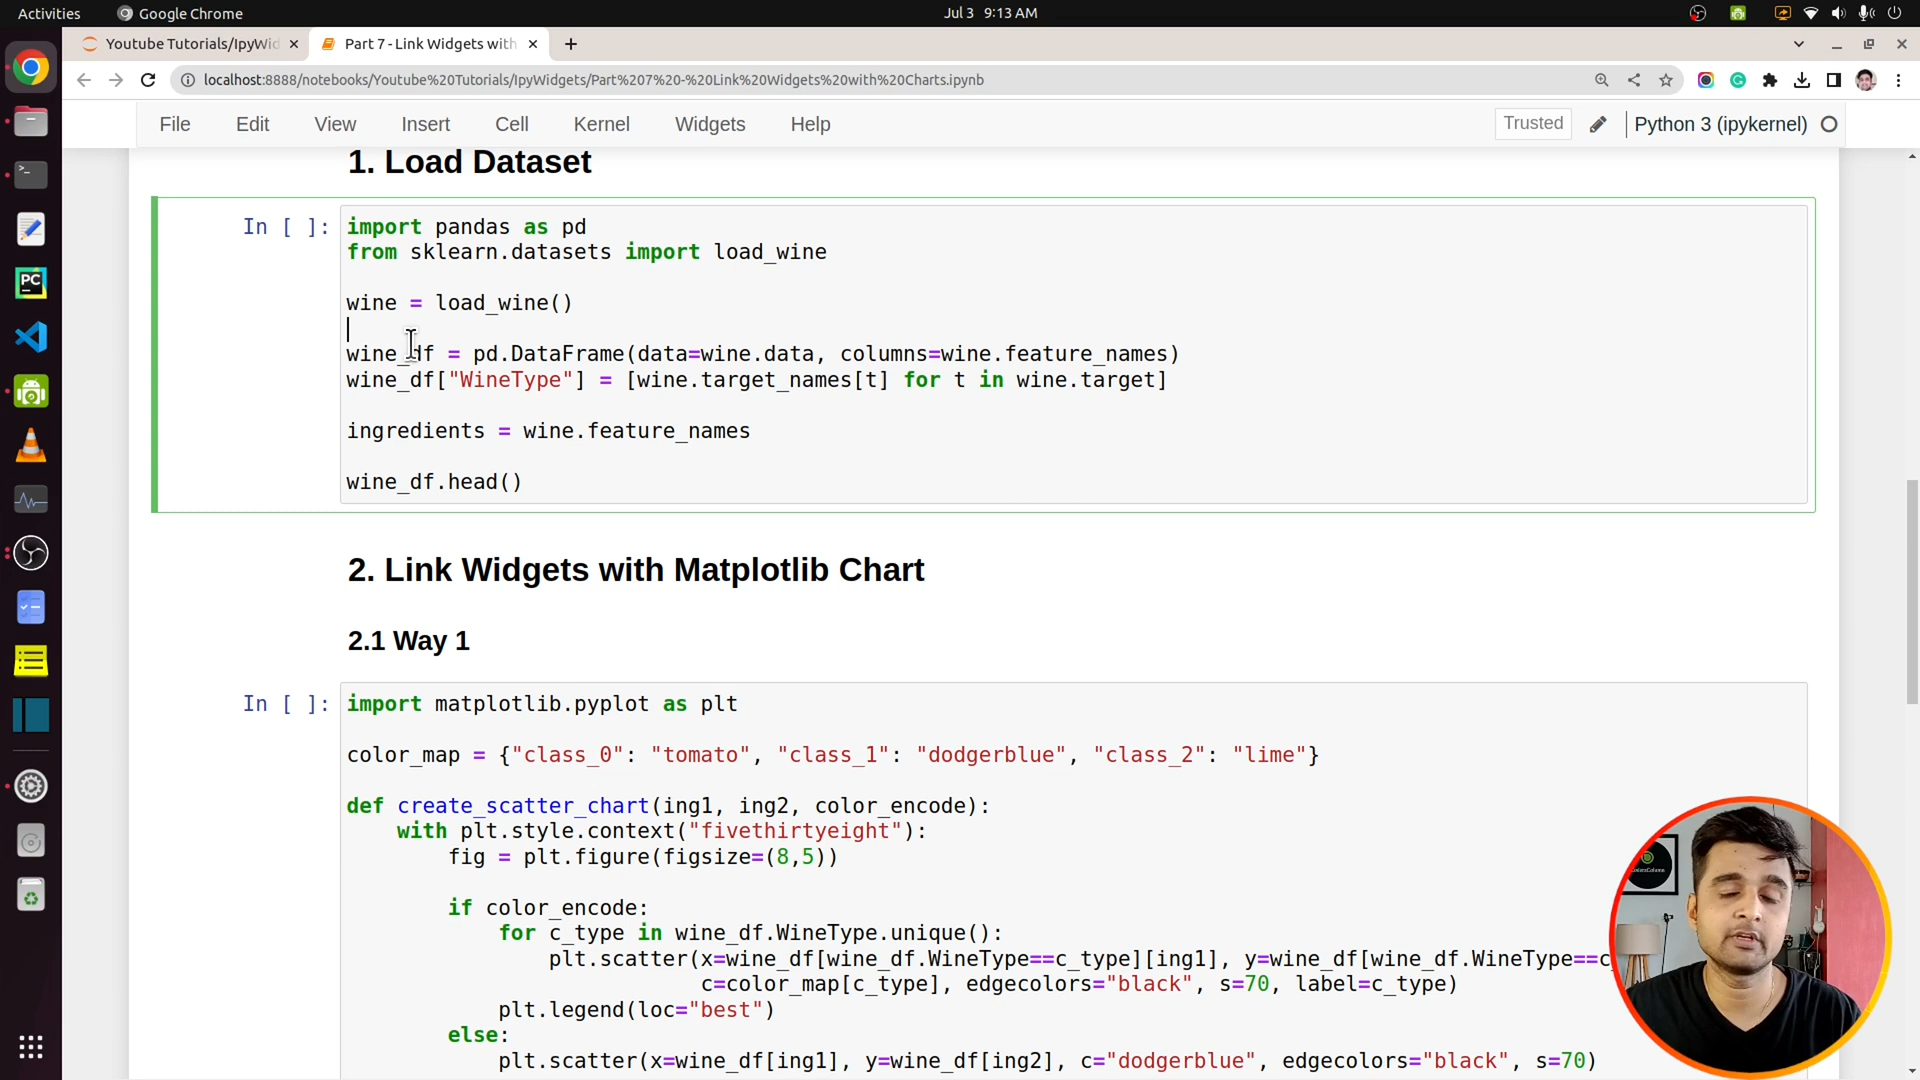 Activities
Google Chrome
Jul 3 9:13 AM
Youtube Tutorials/IpyWid
Part 7 - Link Widgets with
localhost:8888/notebooks/Youtube%20Tutorials/IpyWidgets/Part%207%20-%20Link%20Widgets%20with%20Charts.ipynb
File Edit View Insert Cell Kernel Widgets Help
Trusted
Python 3 (ipykernel)
1. Load Dataset
In [ ]: import pandas as pd
from sklearn.datasets import load_wine
wine = load_wine()
wine_df = pd.DataFrame(data=wine.data, columns=wine.feature_names)
wine_df["WineType"] = [wine.target_names[t] for t in wine.target]
ingredients = wine.feature_names
wine_df.head()
2. Link Widgets with Matplotlib Chart
2.1 Way 1
In [ ]: import matplotlib.pyplot as plt
color_map = {"class_0": "tomato", "class_1": "dodgerblue", "class_2": "lime"}
def create_scatter_chart(ing1, ing2, color_encode):
with plt.style.context("fivethirtyeight"):
fig = plt.figure(figsize=(8,5))
if color_encode:
for c_type in wine_df.WineType.unique():
plt.scatter(x=wine_df[wine_df.WineType==c_type][ing1], y=wine_df[wine_df.WineType==c
c=color_map[c_type], edgecolors="black", s=70, label=c_type)
plt.legend(loc="best")
else:
plt.scatter(x=wine_df[ing1], y=wine_df[ing2], c="dodgerblue", edgecolors="black", s=70)
PC